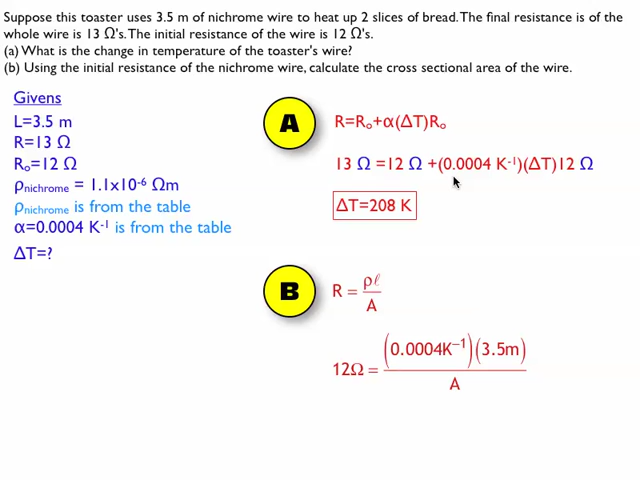 Suppose this toaster uses 3.5 m of nichrome wire to heat up 2 slices of bread. The final resistance is of the
whole wire is 13 Ω's. The initial resistance of the wire is 12 Ω's.
(a) What is the change in temperature of the toaster's wire?
(b) Using the initial resistance of the nichrome wire, calculate the cross sectional area of the wire.
Givens
L=3.5 m
R=13 Ω
Rₒ=12 Ω
ρnichrome = 1.1x10⁻⁶ Ωm
ρnichrome is from the table
α=0.0004 K⁻¹ is from the table
ΔT=?
A
R=Rₒ+α(ΔT)Rₒ
13 Ω =12 Ω +(0.0004 K⁻¹)(ΔT)12 Ω
ΔT=208 K
B
R = ρℓ / A
12Ω = (0.0004K⁻¹)(3.5m) / A